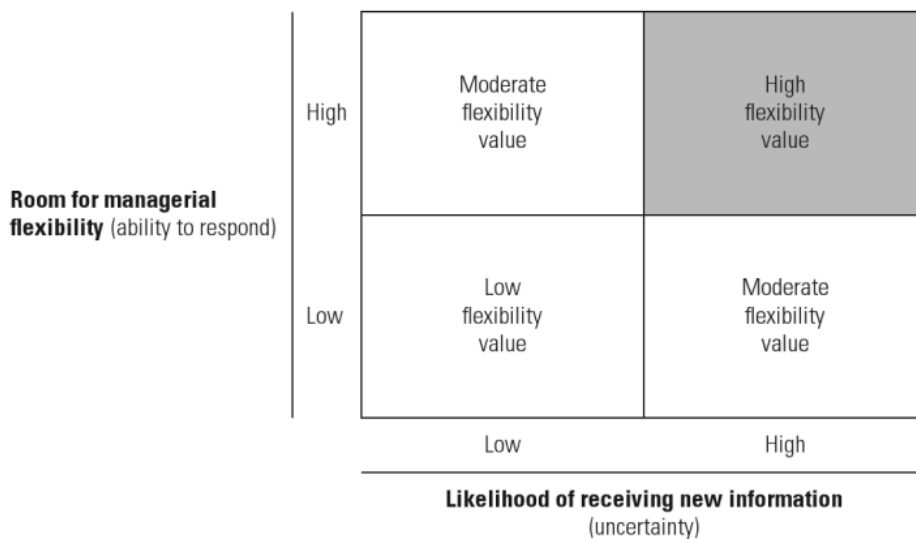 Moderate
flexibility
value
High
flexibility
value
High
Room for managerial
flexibility (ability to respond)
Low
flexibility
value
Moderate
flexibility
value
Low
Low
High
Likelihood of receiving new information
(uncertainty)